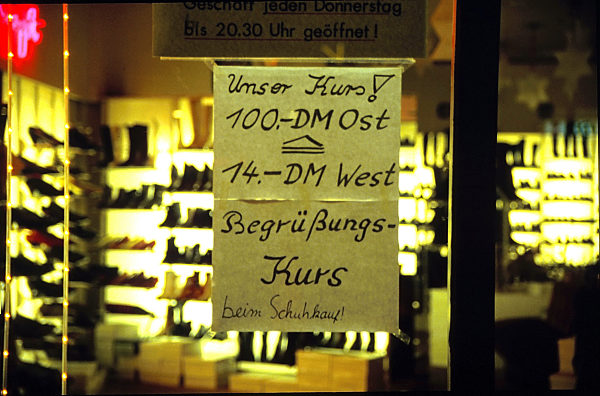 Geschäft jeden Donnerstag
bis 20.30 Uhr geöffnet!
Unser Kurs!
100.-DM Ost
≙
14.-DM West
Begrüßungs-
Kurs
beim Schuhkauf!